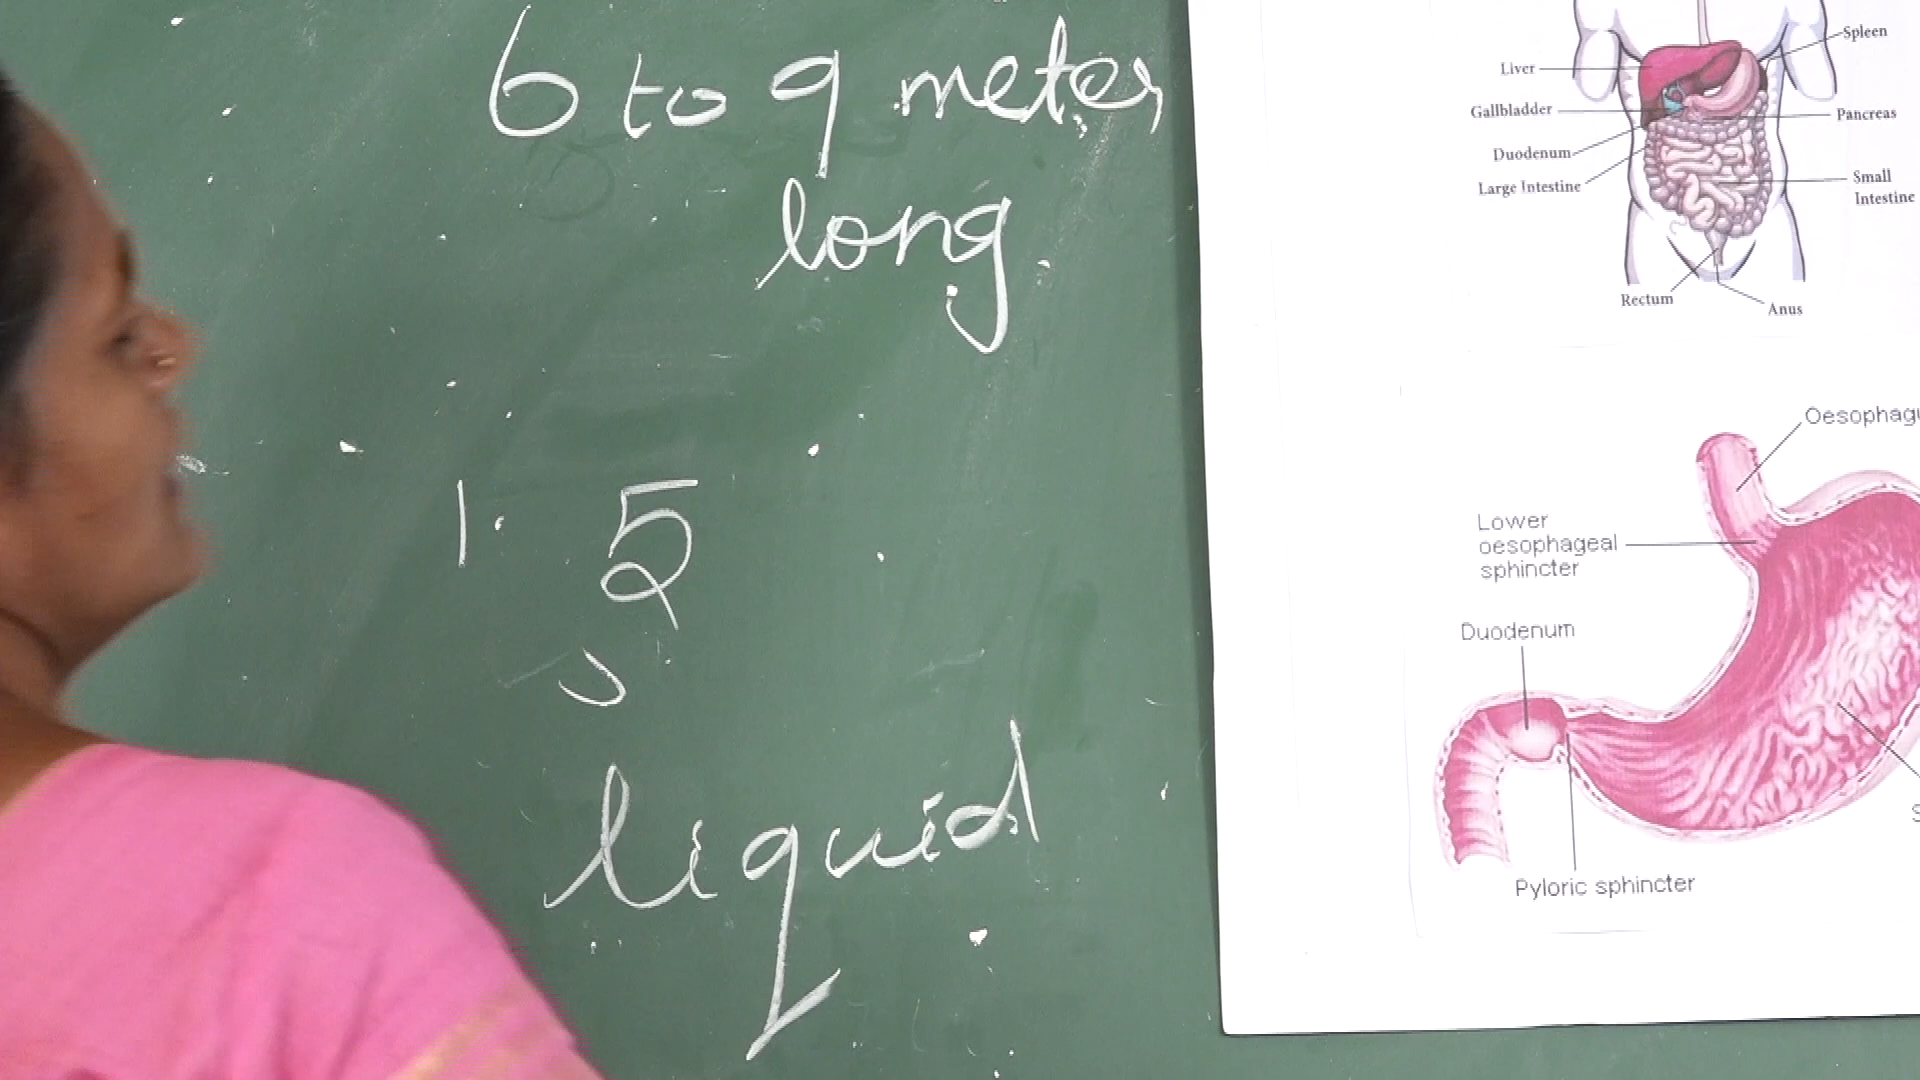 6 to 9 meter
long
1. 5
liquid
Spleen
Liver
Gallbladder
Pancreas
Duodenum
Large Intestine
Small
Intestine
Rectum
Anus
Oesophagu
Lower
oesophageal
sphincter
Duodenum
S
Pyloric sphincter